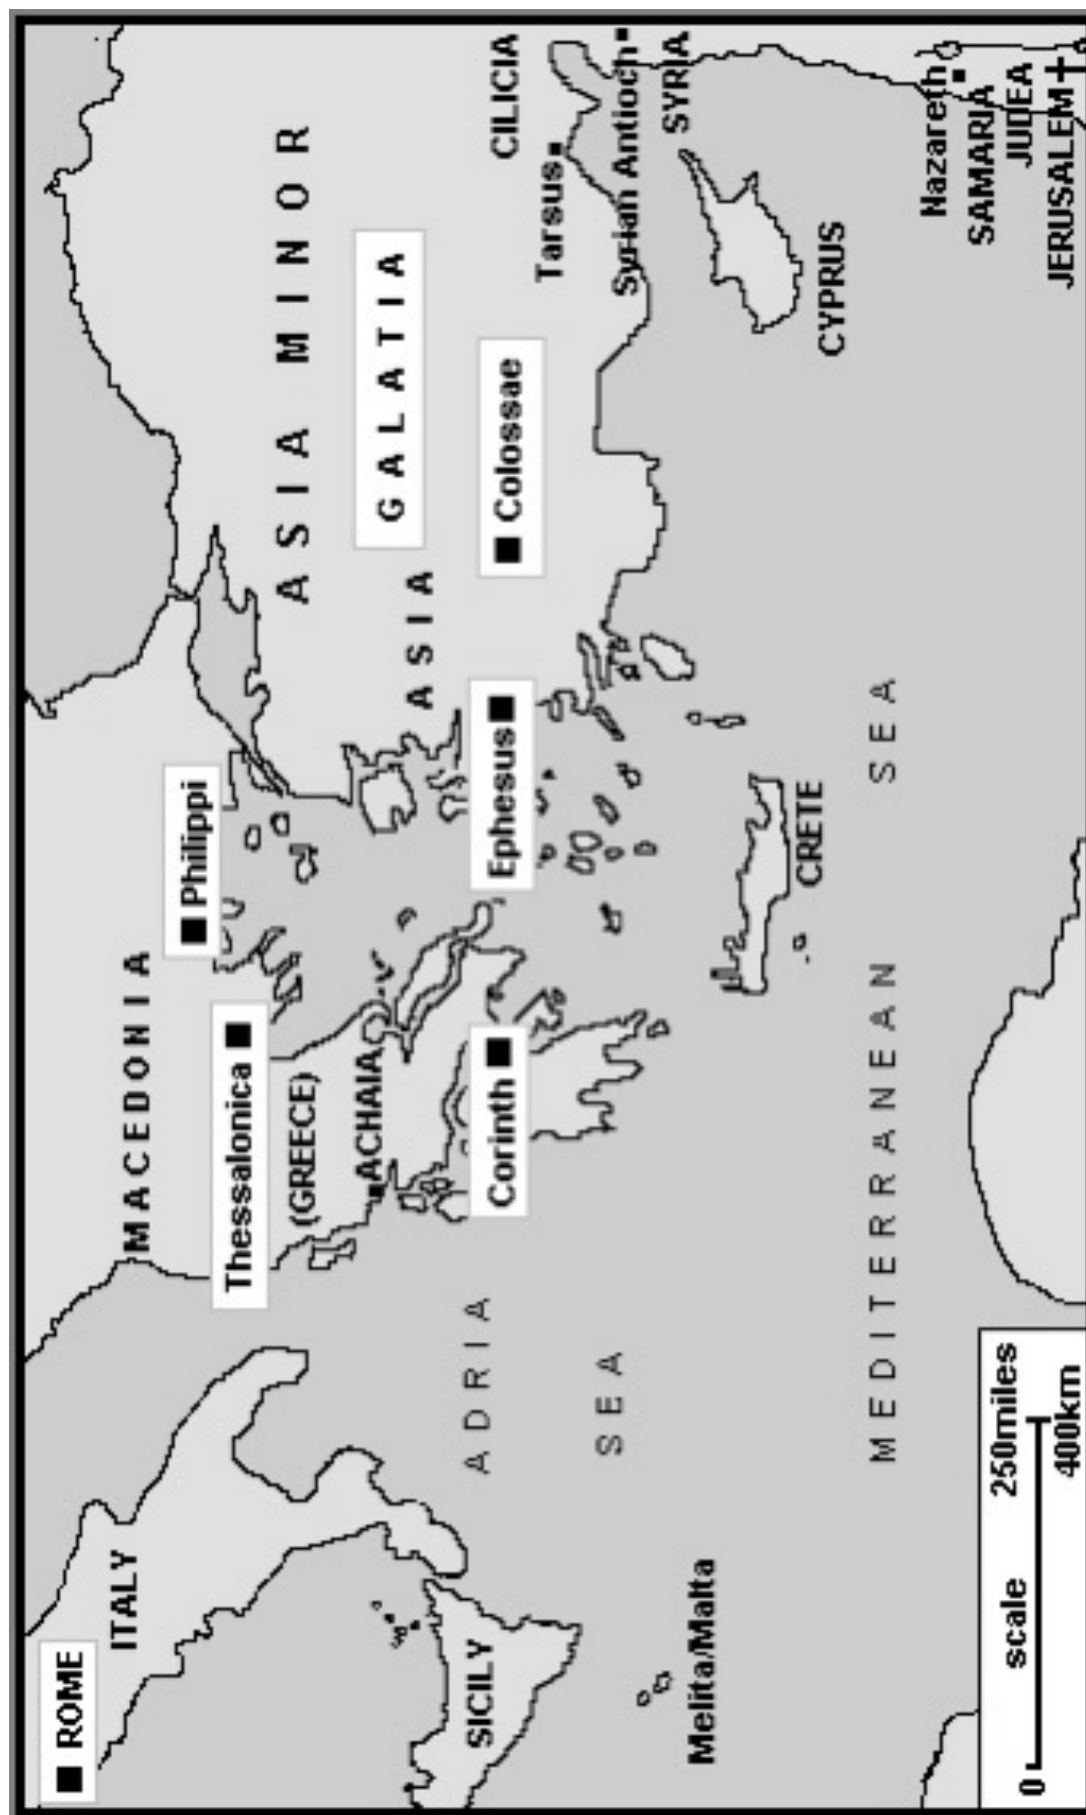 ROME
ITALY
SICILY
Melita/Malta
MACEDONIA
Philippi
Thessalonica
(GREECE)
ACHAIA
Corinth
ADRIA
SEA
ASIA MINOR
GALATIA
ASIA
Ephesus
Colossae
CILICIA
Tarsus
Syrian Antioch
SYRIA
CYPRUS
CRETE
MEDITERRANEAN SEA
Nazareth
SAMARIA
JUDEA
JERUSALEM
0 scale 250miles
400km